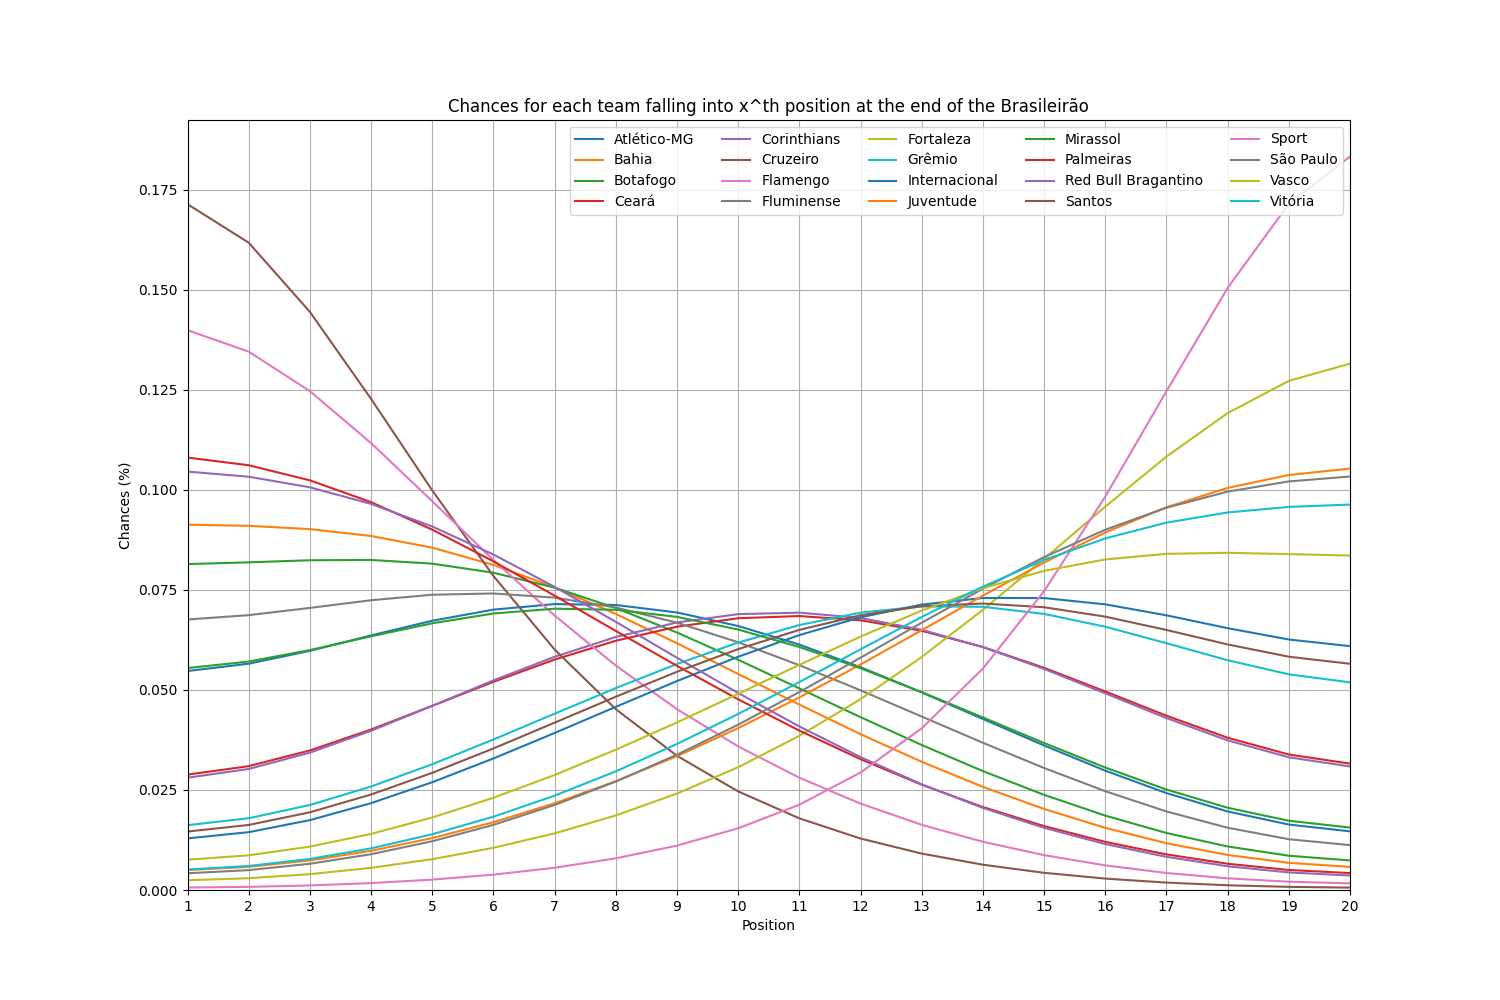 Chances for each team falling into x^th position at the end of the Brasileirão
Atlético-MG Corinthians Fortaleza Mirassol Sport
Bahia Cruzeiro Grêmio Palmeiras São Paulo
Botafogo Flamengo Internacional Red Bull Bragantino Vasco
Ceará Fluminense Juventude Santos Vitória
0.175
0.150
0.125
0.100
0.075
0.050
0.025
0.000
Chances (%)
1 2 3 4 5 6 7 8 9 10 11 12 13 14 15 16 17 18 19 20
Position